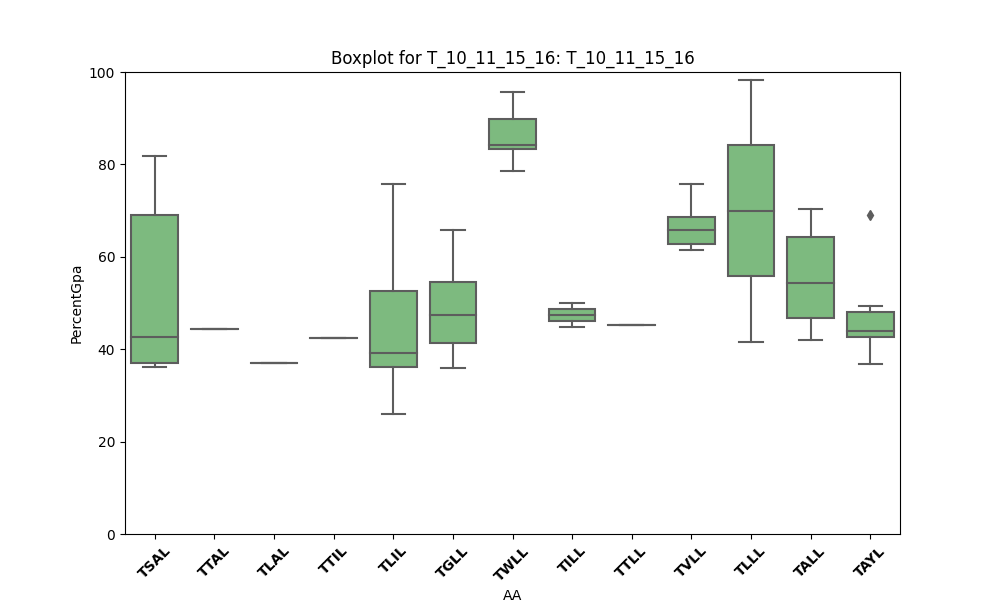 Boxplot for T_10_11_15_16: T_10_11_15_16
PercentGpa
100
80
60
40
20
0
TSAL TTAL TLAL TTIL TLIL TGLL TWLL TILL TTLL TVLL TLLL TALL TAYL
AA